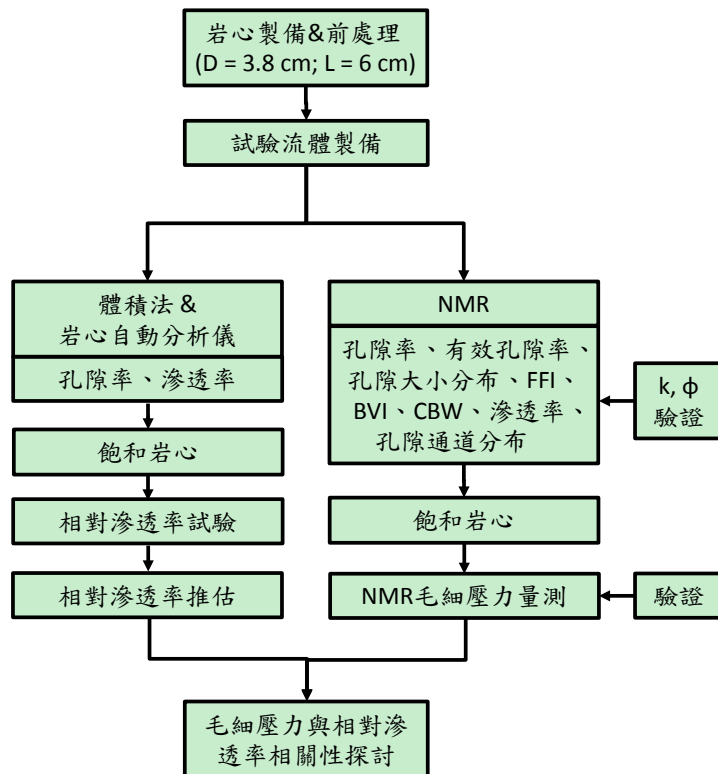 岩心製備&前處理
(D = 3.8 cm; L = 6 cm)
試驗流體製備
體積法 &
岩心自動分析儀
孔隙率、滲透率
飽和岩心
相對滲透率試驗
相對滲透率推估
NMR
孔隙率、有效孔隙率、
孔隙大小分布、FFI、
BVI、CBW、滲透率、
孔隙通道分布
k, ϕ
驗証
飽和岩心
NMR毛細壓力量測
驗証
毛細壓力與相對滲
透率相關性探討